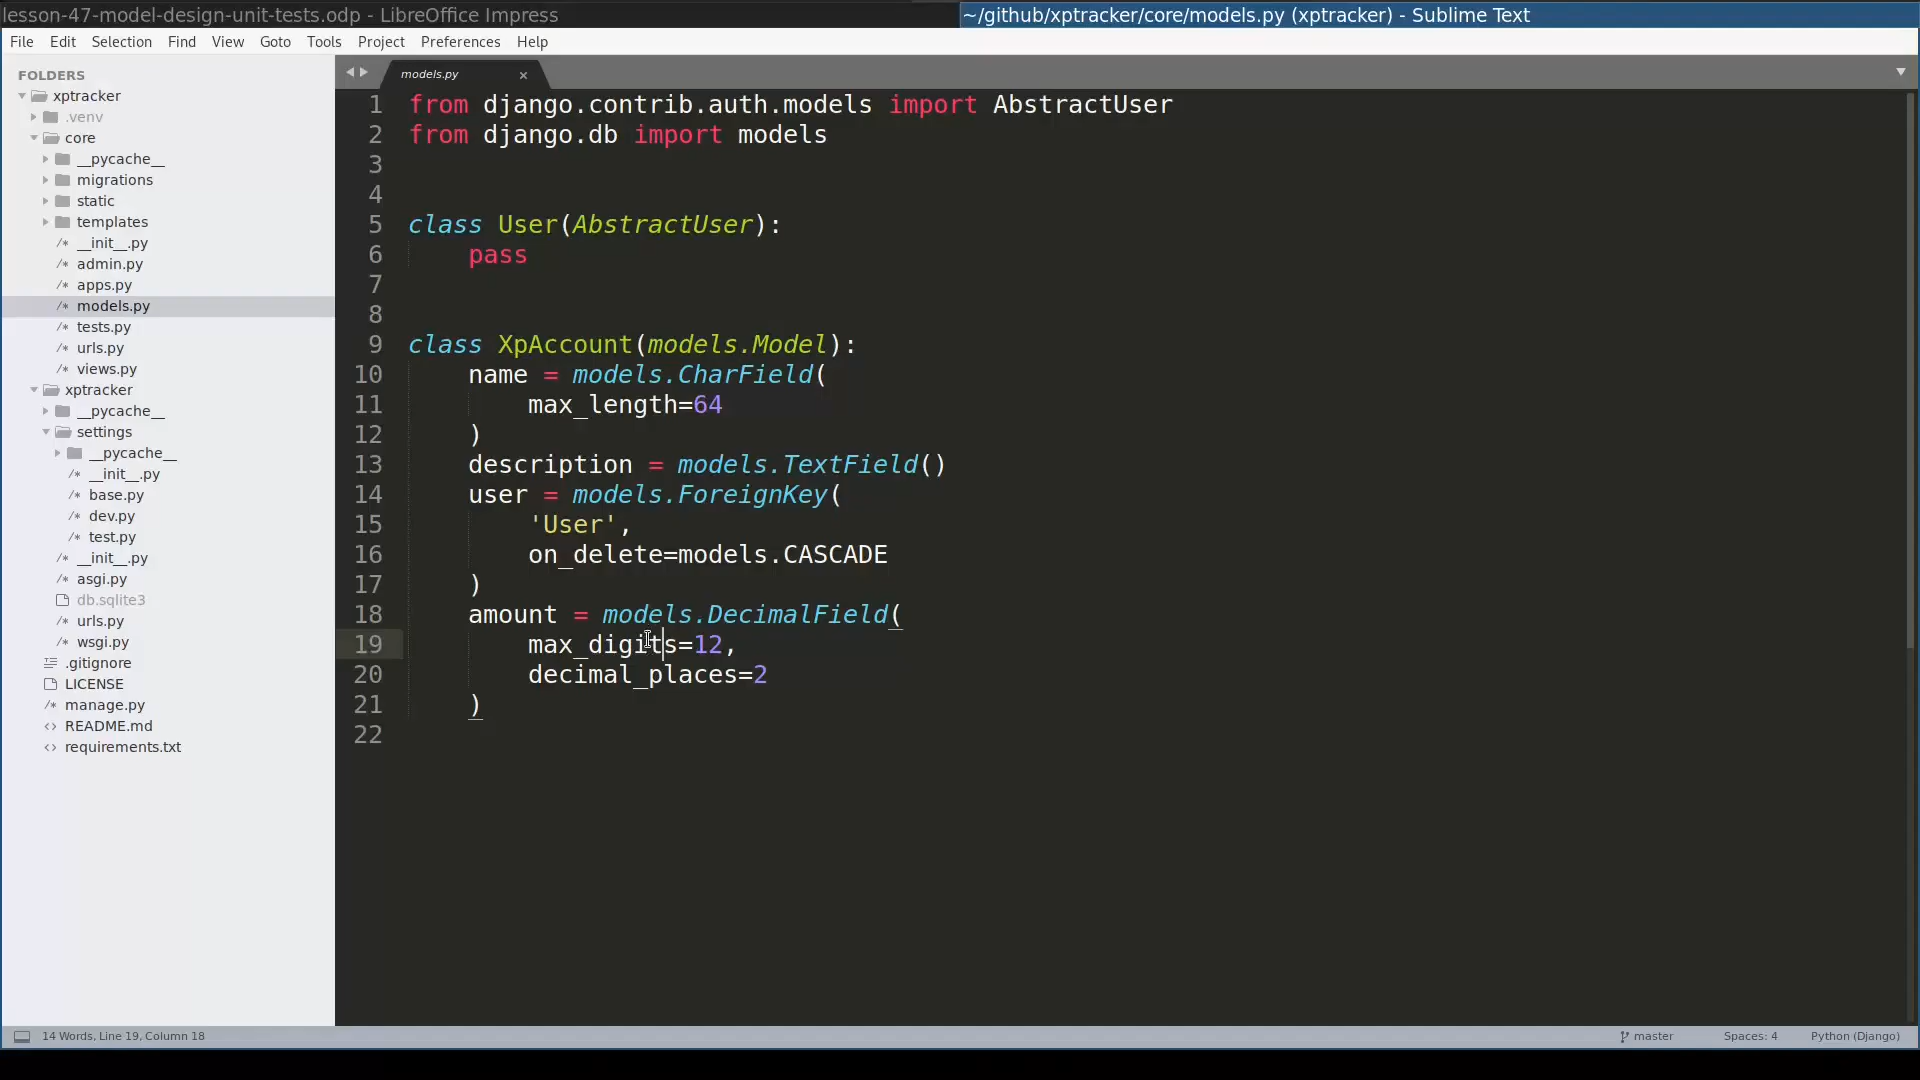 lesson-47-model-design-unit-tests.odp - LibreOffice Impress
~/github/xptracker/core/models.py (xptracker) - Sublime Text
File Edit Selection Find View Goto Tools Project Preferences Help
FOLDERS
xptracker
.venv
core
__pycache__
migrations
static
templates
__init__.py
admin.py
apps.py
models.py
tests.py
urls.py
views.py
xptracker
__pycache__
settings
__pycache__
__init__.py
base.py
dev.py
test.py
__init__.py
asgi.py
db.sqlite3
urls.py
wsgi.py
.gitignore
LICENSE
manage.py
README.md
requirements.txt
models.py
1 from django.contrib.auth.models import AbstractUser
2 from django.db import models
3
4
5 class User(AbstractUser):
6     pass
7
8
9 class XpAccount(models.Model):
10     name = models.CharField(
11         max_length=64
12     )
13     description = models.TextField()
14     user = models.ForeignKey(
15         'User',
16         on_delete=models.CASCADE
17     )
18     amount = models.DecimalField(
19         max_digits=12,
20         decimal_places=2
21     )
22
14 Words, Line 19, Column 18
master
Spaces: 4
Python (Django)